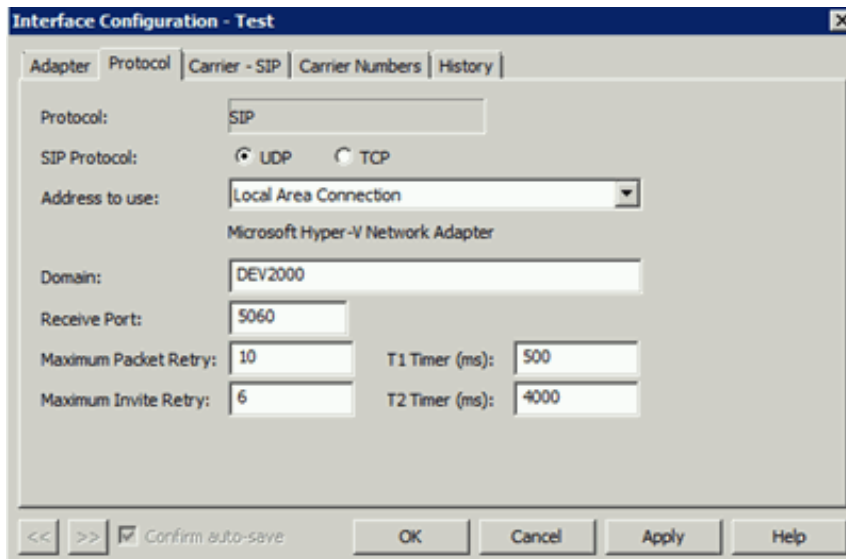 Interface Configuration - Test
Adapter Protocol Carrier - SIP Carrier Numbers History
Protocol: SIP
SIP Protocol: UDP TCP
Address to use: Local Area Connection
Microsoft Hyper-V Network Adapter
Domain: DEV2000
Receive Port: 5060
Maximum Packet Retry: 10 T1 Timer (ms): 500
Maximum Invite Retry: 6 T2 Timer (ms): 4000
<< >> Confirm auto-save OK Cancel Apply Help